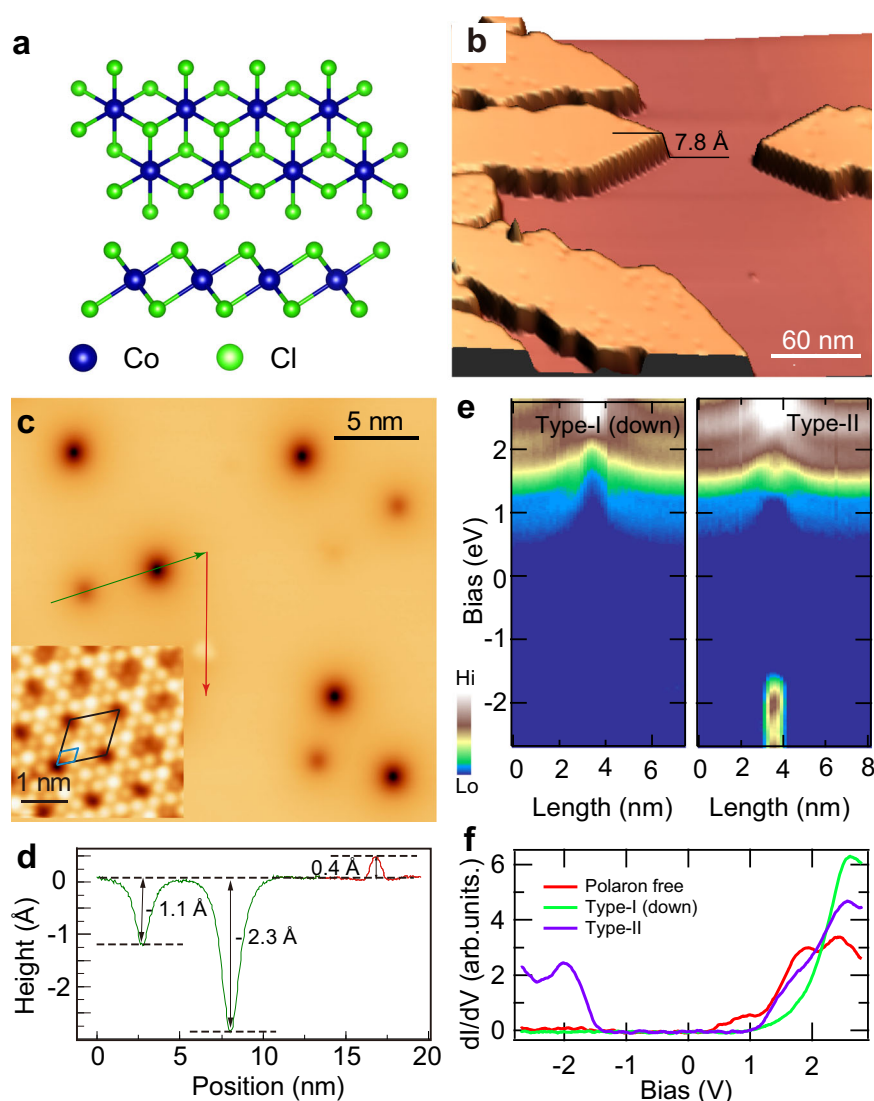 a
Co
Cl
b
7.8 Å
60 nm
c
5 nm
1 nm
e
Type-I (down)
Type-II
Bias (eV)
2
1
0
-1
-2
Hi
Lo
0 2 4 6
0 2 4 6 8
Length (nm)
Length (nm)
d
Height (Å)
0
-1
-2
- 1.1 Å
- 2.3 Å
0.4 Å
0 5 10 15 20
Position (nm)
f
dI/dV (arb.units.)
6
4
2
0
Polaron free
Type-I (down)
Type-II
-2 -1 0 1 2
Bias (V)